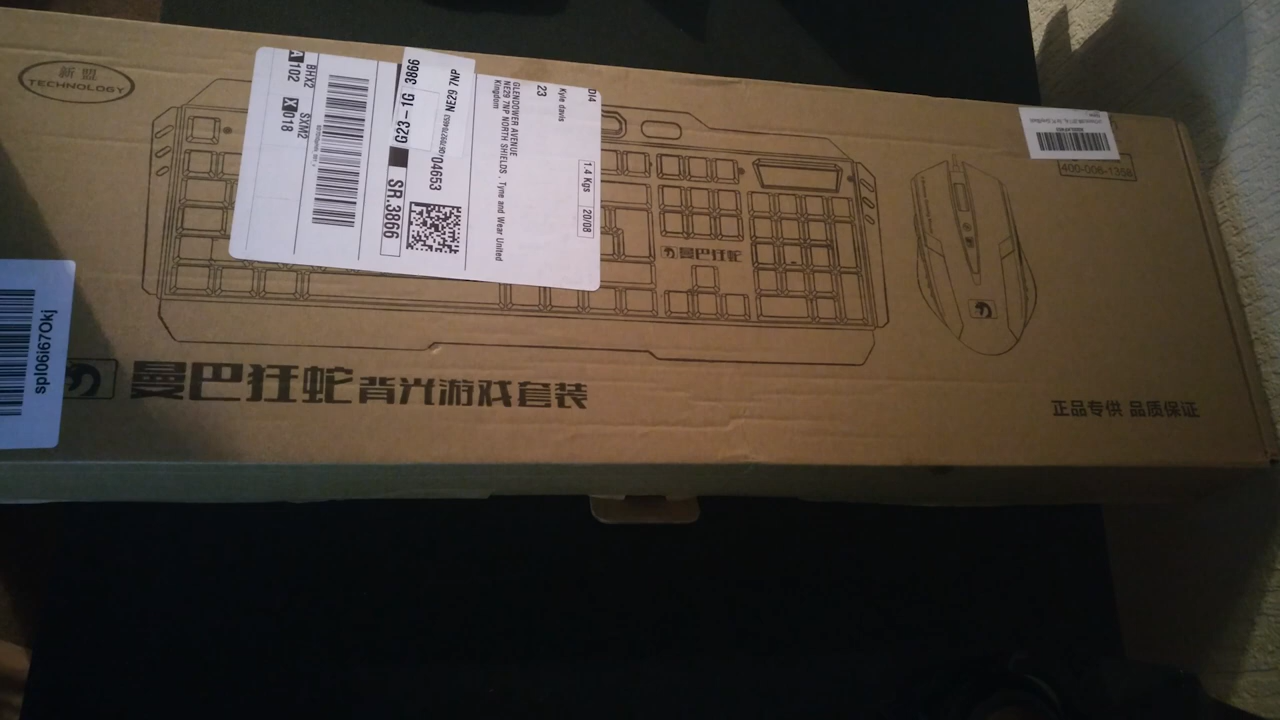 新盟
TECHNOLOGY
A 102
BHX2
X 018
SXM2
G23-1G 3866
NE29 7NP
04653
SR.3866
DI4
Kyle davis
23
GLENDOWER AVENUE
NE29 7NP NORTH SHIELDS , Tyne and Wear United
Kingdom
1.4 Kgs
20/08
400-006-1358
曼巴狂蛇
spl06i67Okj
曼巴狂蛇背光游戏套装
正品专供 品质保证